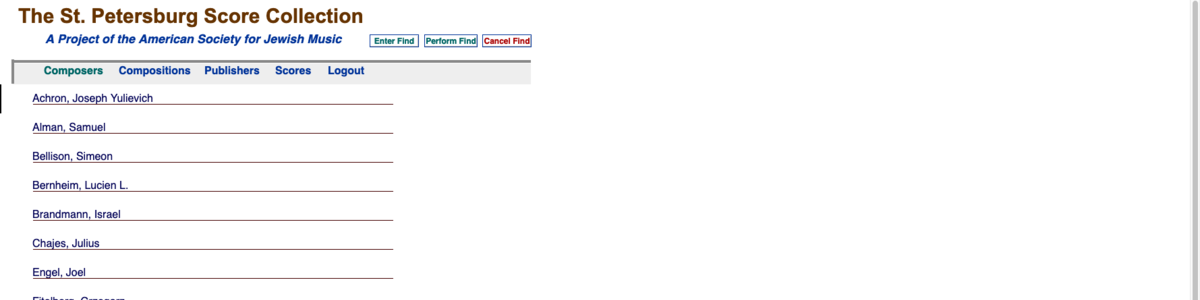 The St. Petersburg Score Collection
A Project of the American Society for Jewish Music
Enter Find Perform Find Cancel Find
Composers Compositions Publishers Scores Logout
Achron, Joseph Yulievich
Alman, Samuel
Bellison, Simeon
Bernheim, Lucien L.
Brandmann, Israel
Chajes, Julius
Engel, Joel